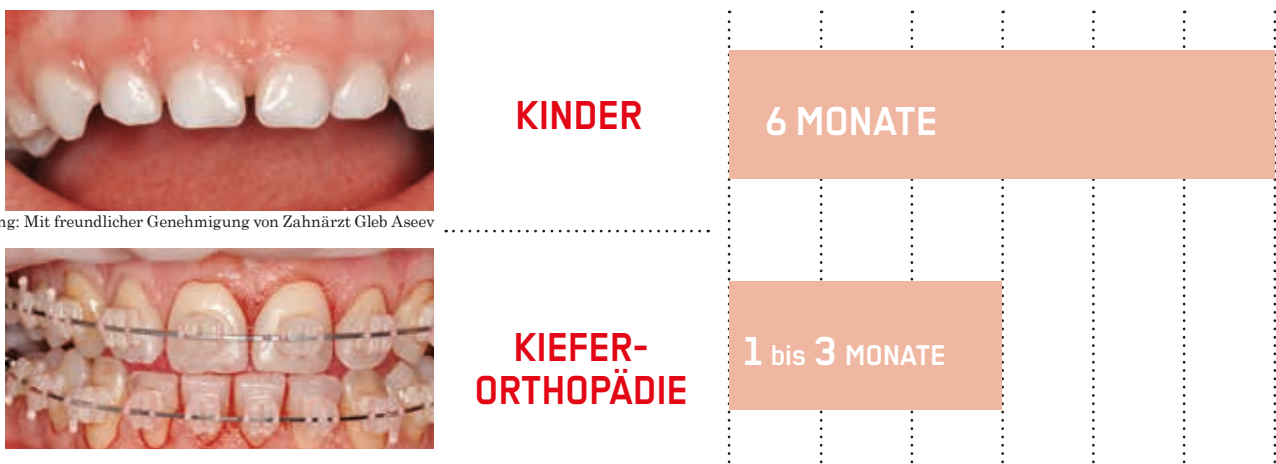 KINDER
6 MONATE
ng: Mit freundlicher Genehmigung von Zahnärzt Gleb Aseev
KIEFER-
ORTHOPÄDIE
1 bis 3 MONATE